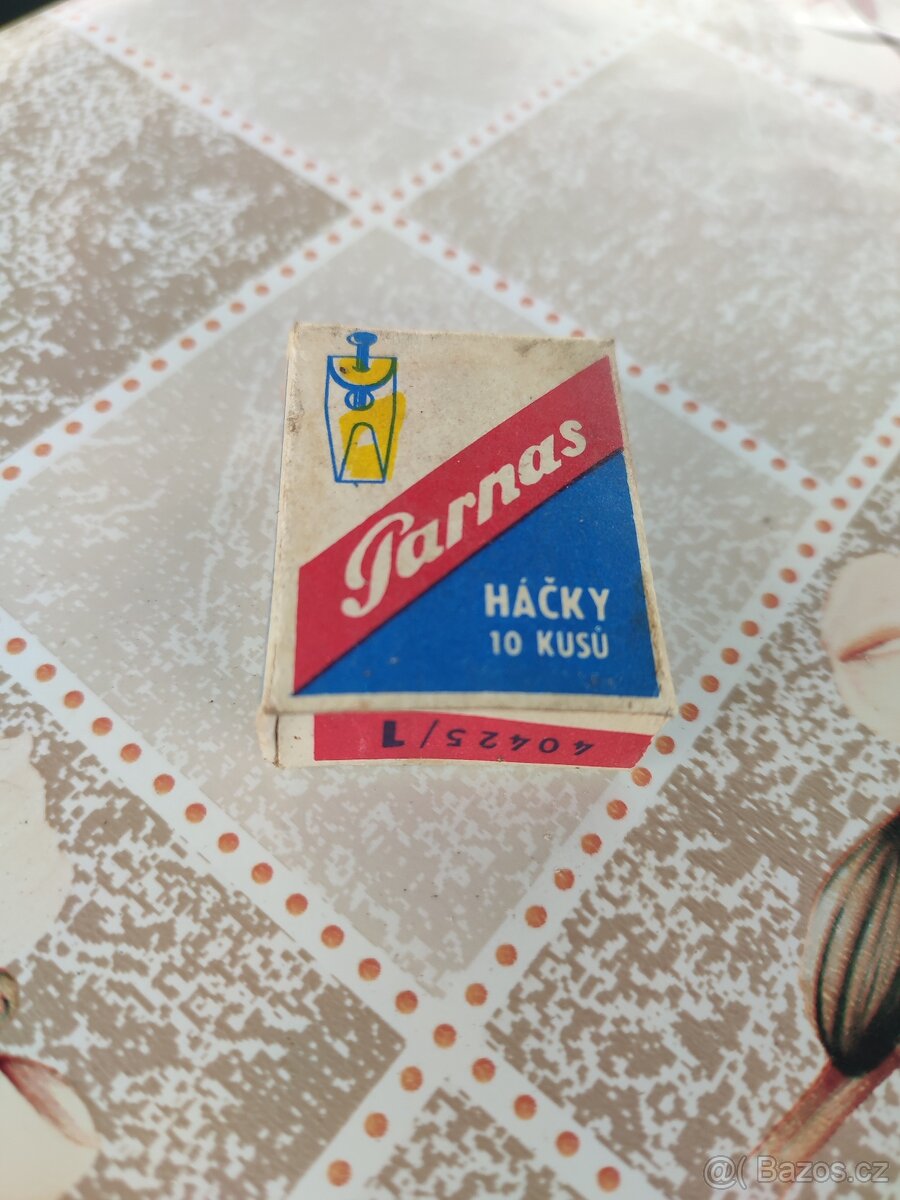 Parnas
HÁČKY
10 KUSŮ
40425/1
@( Bazos.cz